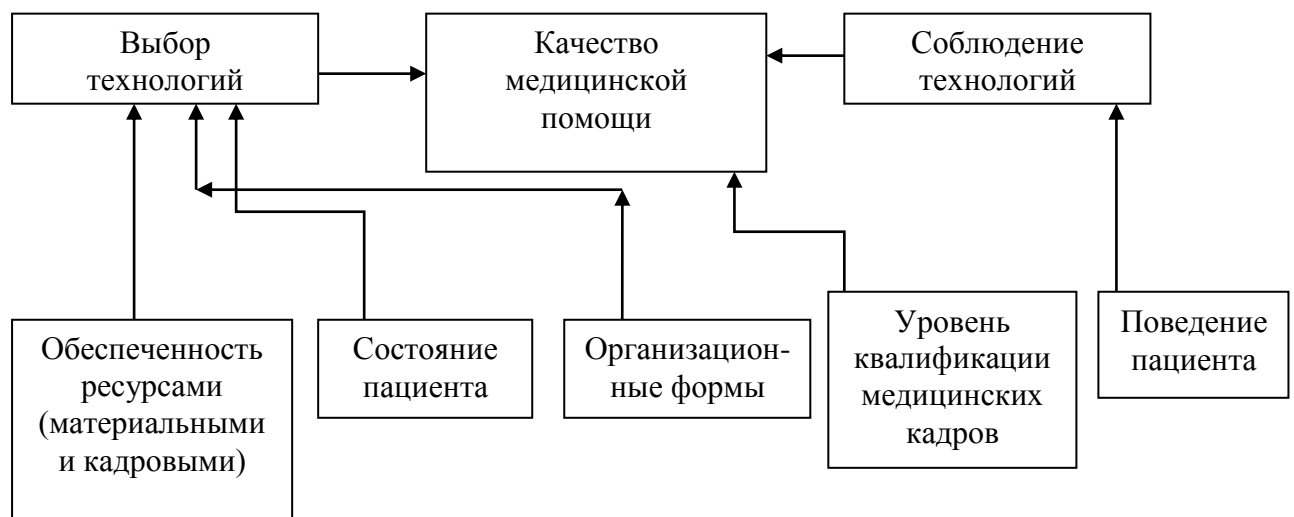 Выбор
технологий
Качество
медицинской
помощи
Соблюдение
технологий
Обеспеченность
ресурсами
(материальными
и кадровыми)
Состояние
пациента
Организацион-
ные формы
Уровень
квалификации
медицинских
кадров
Поведение
пациента